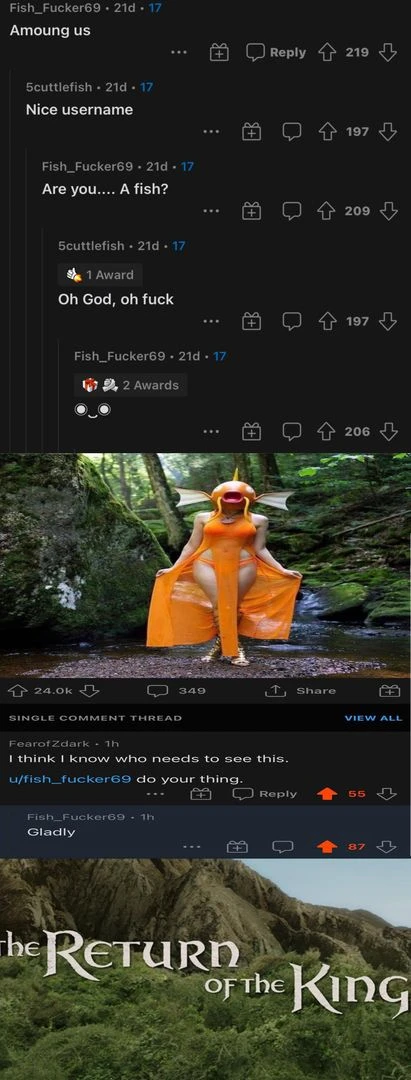 Fish_Fucker69 • 21d • 17
Amoung us
Reply 219
5cuttlefish • 21d • 17
Nice username
197
Fish_Fucker69 • 21d • 17
Are you.... A fish?
209
5cuttlefish • 21d • 17
1 Award
Oh God, oh fuck
197
Fish_Fucker69 • 21d • 17
2 Awards
◉‿◉
206
24.0k 349 Share
SINGLE COMMENT THREAD VIEW ALL
FearofZdark • 1h
I think I know who needs to see this.
u/fish_fucker69 do your thing.
Reply 55
Fish_Fucker69 • 1h
Gladly
87
The Return
of the King